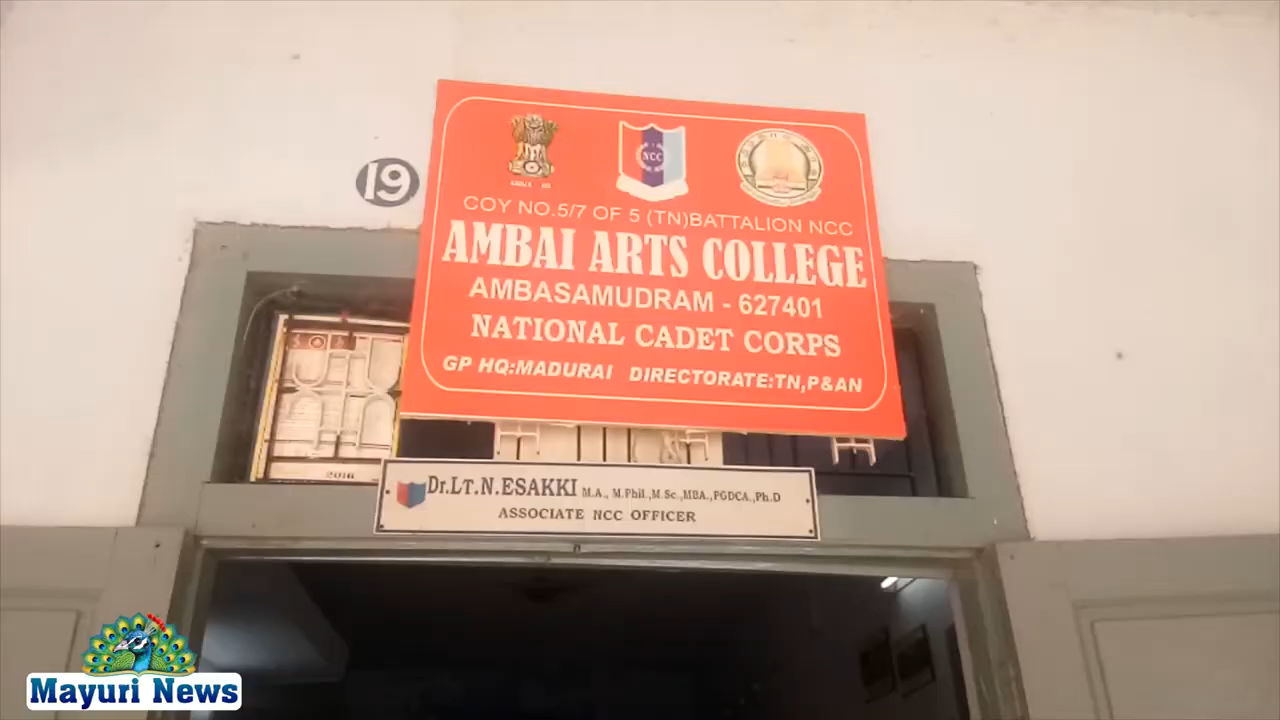 19
NCC
COY NO.5/7 OF 5 (TN)BATTALION NCC
AMBAI ARTS COLLEGE
AMBASAMUDRAM - 627401
NATIONAL CADET CORPS
GP HQ:MADURAI DIRECTORATE:TN,P&AN
2016
Dr.LT.N.ESAKKI M.A., M.Phil.,M.Sc.,MBA.,PGDCA.,Ph.D
ASSOCIATE NCC OFFICER
Mayuri News